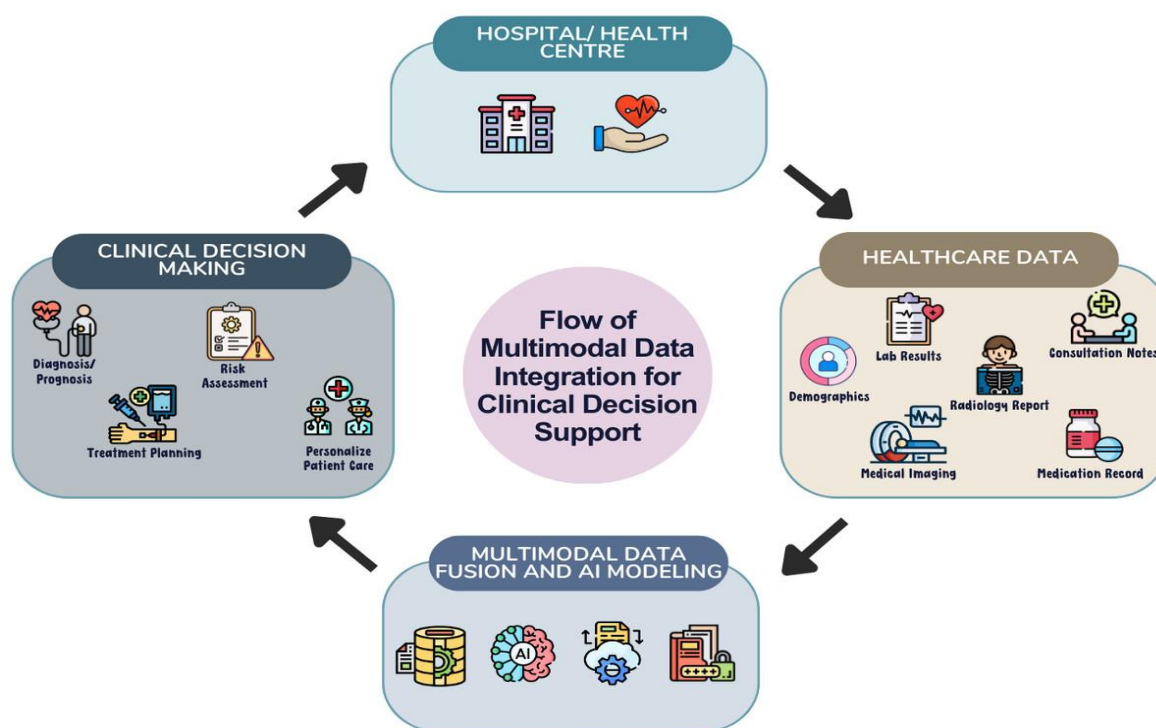 HOSPITAL/ HEALTH
CENTRE
CLINICAL DECISION
MAKING
Diagnosis/
Prognosis
Risk
Assessment
Treatment Planning
Personalize
Patient Care
Flow of
Multimodal Data
Integration for
Clinical Decision
Support
HEALTHCARE DATA
Lab Results
Consultation Notes
Demographics
Radiology Report
Medical Imaging
Medication Record
MULTIMODAL DATA
FUSION AND AI MODELING
AI